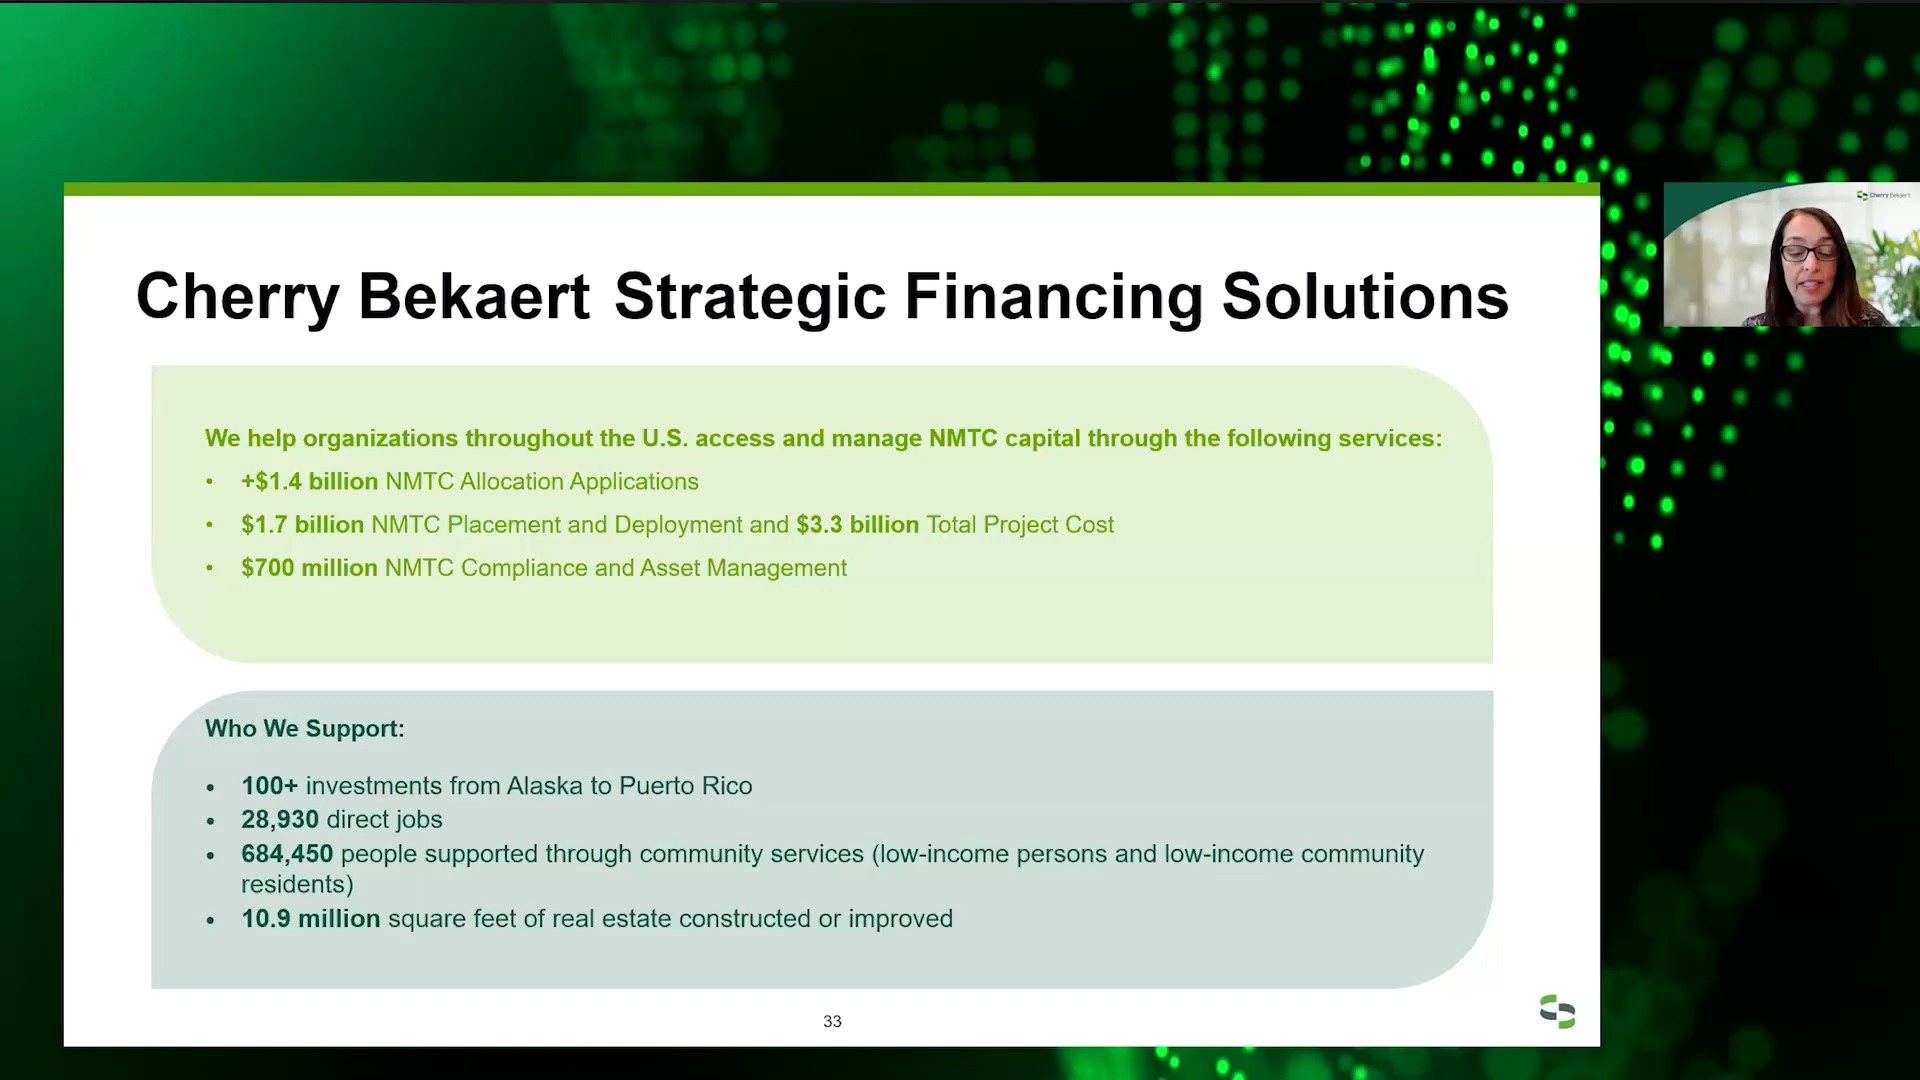 Cherry Bekaert
Cherry Bekaert Strategic Financing Solutions
We help organizations throughout the U.S. access and manage NMTC capital through the following services:
• +$1.4 billion NMTC Allocation Applications
• $1.7 billion NMTC Placement and Deployment and $3.3 billion Total Project Cost
• $700 million NMTC Compliance and Asset Management
Who We Support:
• 100+ investments from Alaska to Puerto Rico
• 28,930 direct jobs
• 684,450 people supported through community services (low-income persons and low-income community
residents)
• 10.9 million square feet of real estate constructed or improved
33